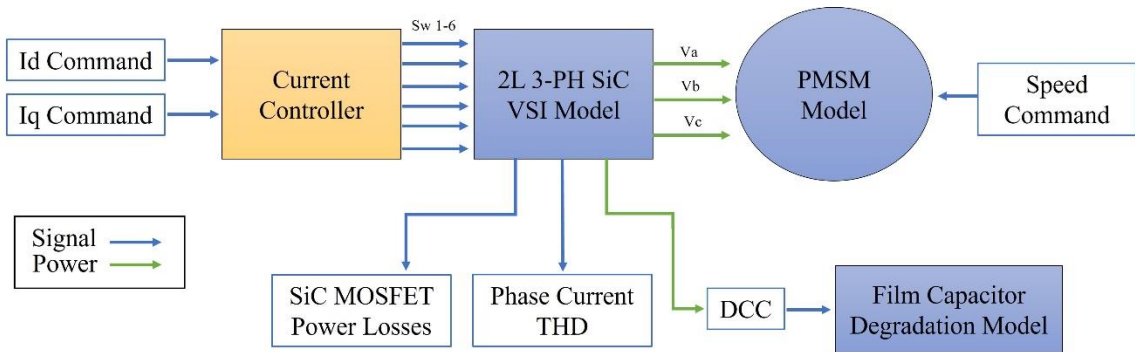 Id Command
Iq Command
Current
Controller
Sw 1-6
2L 3-PH SiC
VSI Model
Va
Vb
Vc
PMSM
Model
Speed
Command
Signal
Power
SiC MOSFET
Power Losses
Phase Current
THD
DCC
Film Capacitor
Degradation Model